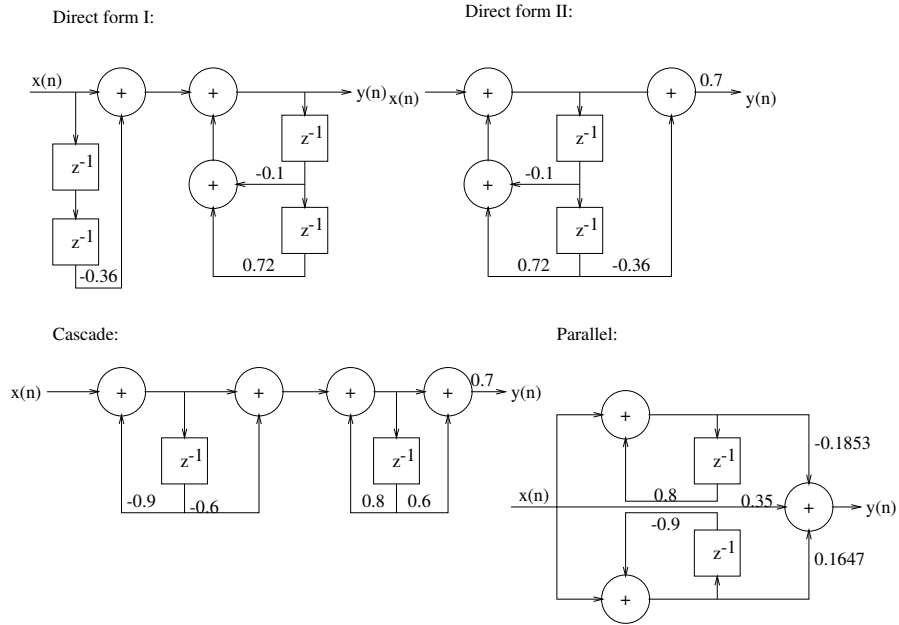 Direct form I:
x(n)
+
+
y(n)
z-1
z-1
-0.36
+
-0.1
z-1
z-1
0.72
Direct form II:
x(n)
+
+
0.7
y(n)
z-1
+
-0.1
z-1
0.72
-0.36
Cascade:
x(n)
+
+
+
+
0.7
y(n)
z-1
z-1
-0.9
-0.6
0.8
0.6
Parallel:
+
z-1
-0.1853
0.8
x(n)
0.35
+
y(n)
-0.9
z-1
0.1647
+